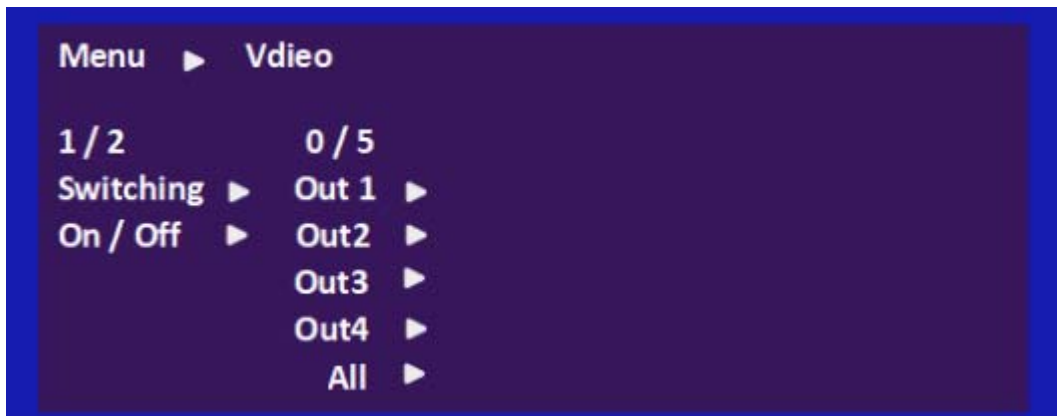 Menu ▶ Vdieo
1 / 2 0 / 5
Switching ▶ Out 1 ▶
On / Off ▶ Out2 ▶
Out3 ▶
Out4 ▶
All ▶